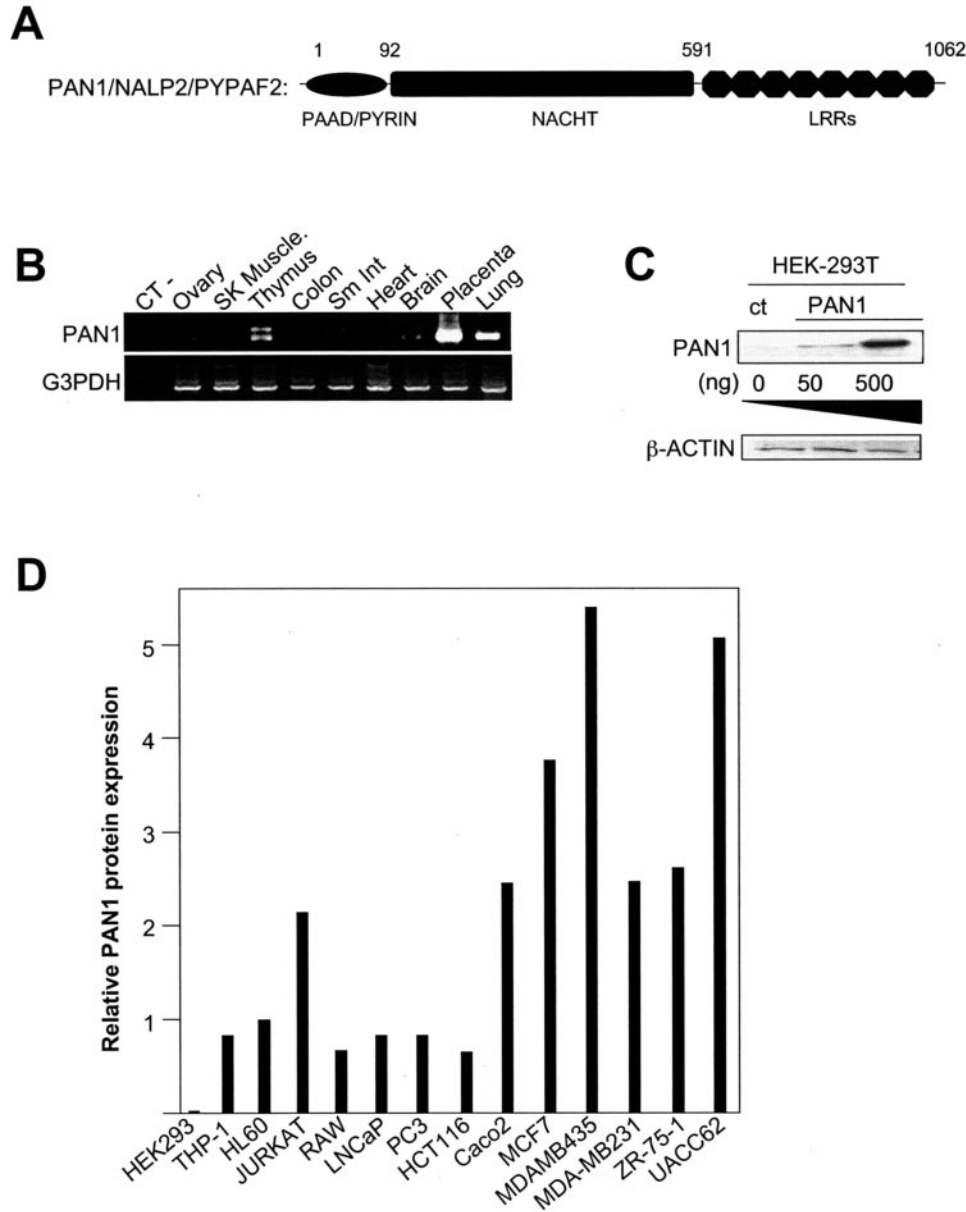 A
1 92 591 1062
PAN1/NALP2/PYPAF2:
PAAD/PYRIN NACHT LRRs
B
CT - Ovary SK Muscle. Thymus Colon Sm Int Heart Brain Placenta Lung
PAN1
G3PDH
C
HEK-293T
ct PAN1
PAN1
(ng) 0 50 500
β-ACTIN
D
Relative PAN1 protein expression
5
4
3
2
1
HEK293 THP-1 HL60 JURKAT RAW LNCaP PC3 HCT116 Caco2 MCF7 MDAMB435 MDA-MB231 ZR-75-1 UACC62